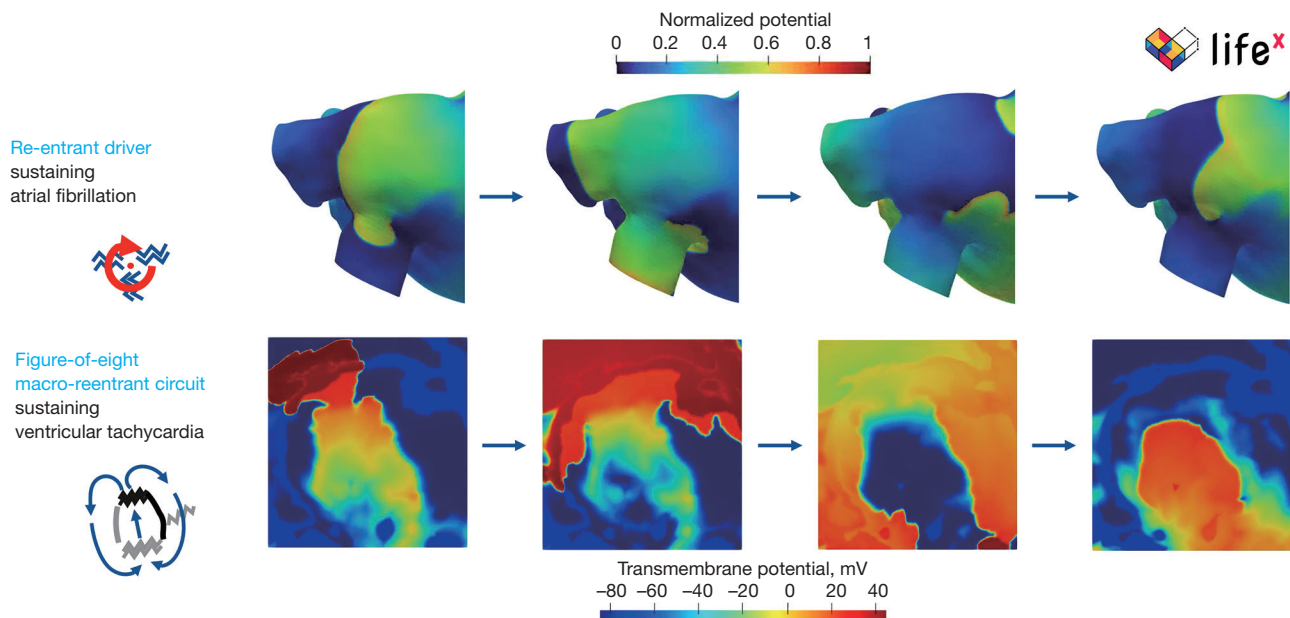 Normalized potential
0 0.2 0.4 0.6 0.8 1
life x
Re-entrant driver
sustaining
atrial fibrillation
Figure-of-eight
macro-reentrant circuit
sustaining
ventricular tachycardia
Transmembrane potential, mV
–80 –60 –40 –20 0 20 40